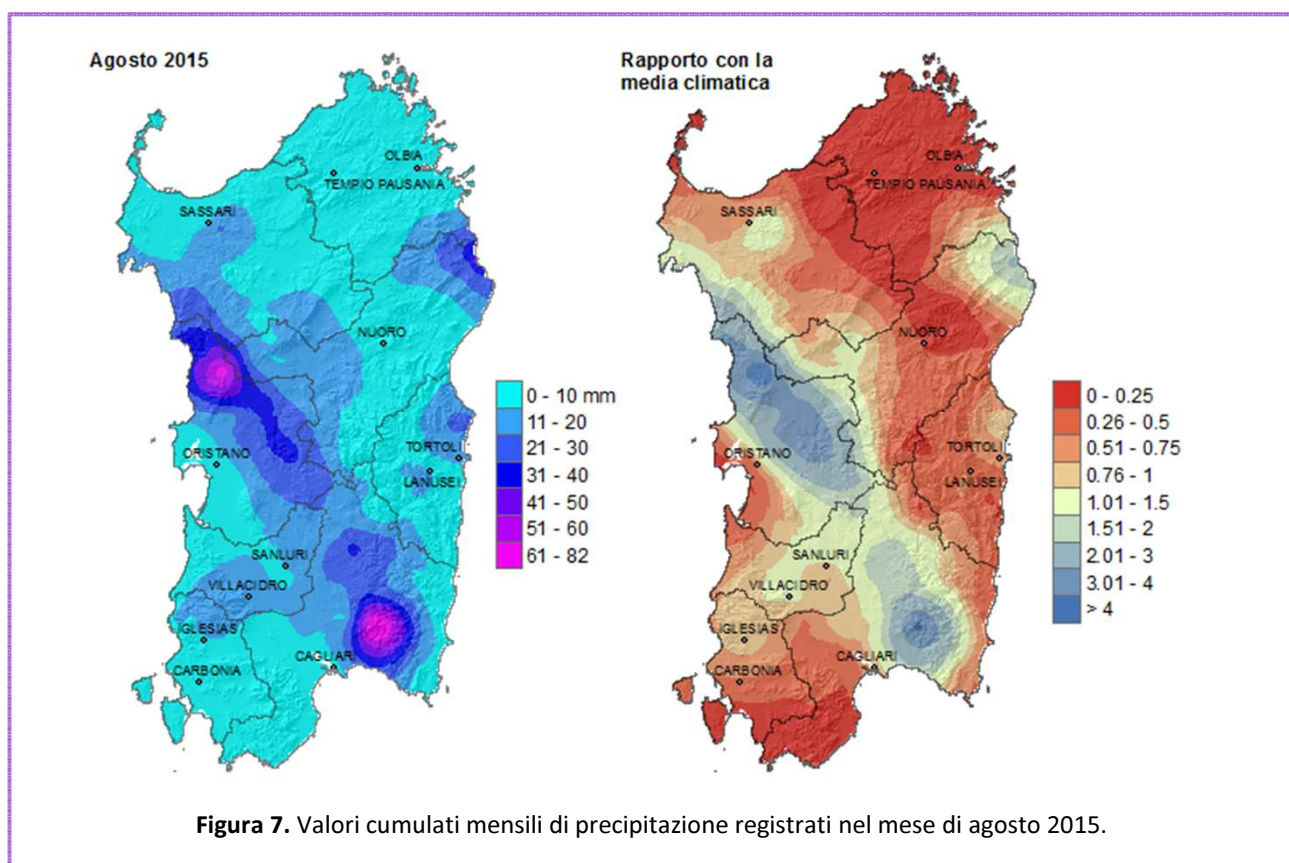 Agosto 2015
OLBIA
TEMPIO PAUSANIA
SASSARI
NUORO
ORISTANO
TORTOLI
LANUSEI
SANLURI
VILLACIDRO
IGLESIAS
CAGLIARI
CARBONIA
0 - 10 mm
11 - 20
21 - 30
31 - 40
41 - 50
51 - 60
61 - 82
Rapporto con la
media climatica
OLBIA
TEMPIO PAUSANIA
SASSARI
NUORO
ORISTANO
TORTOLI
LANUSEI
SANLURI
VILLACIDRO
IGLESIAS
CAGLIARI
CARBONIA
0 - 0.25
0.26 - 0.5
0.51 - 0.75
0.76 - 1
1.01 - 1.5
1.51 - 2
2.01 - 3
3.01 - 4
> 4
Figura 7. Valori cumulati mensili di precipitazione registrati nel mese di agosto 2015.